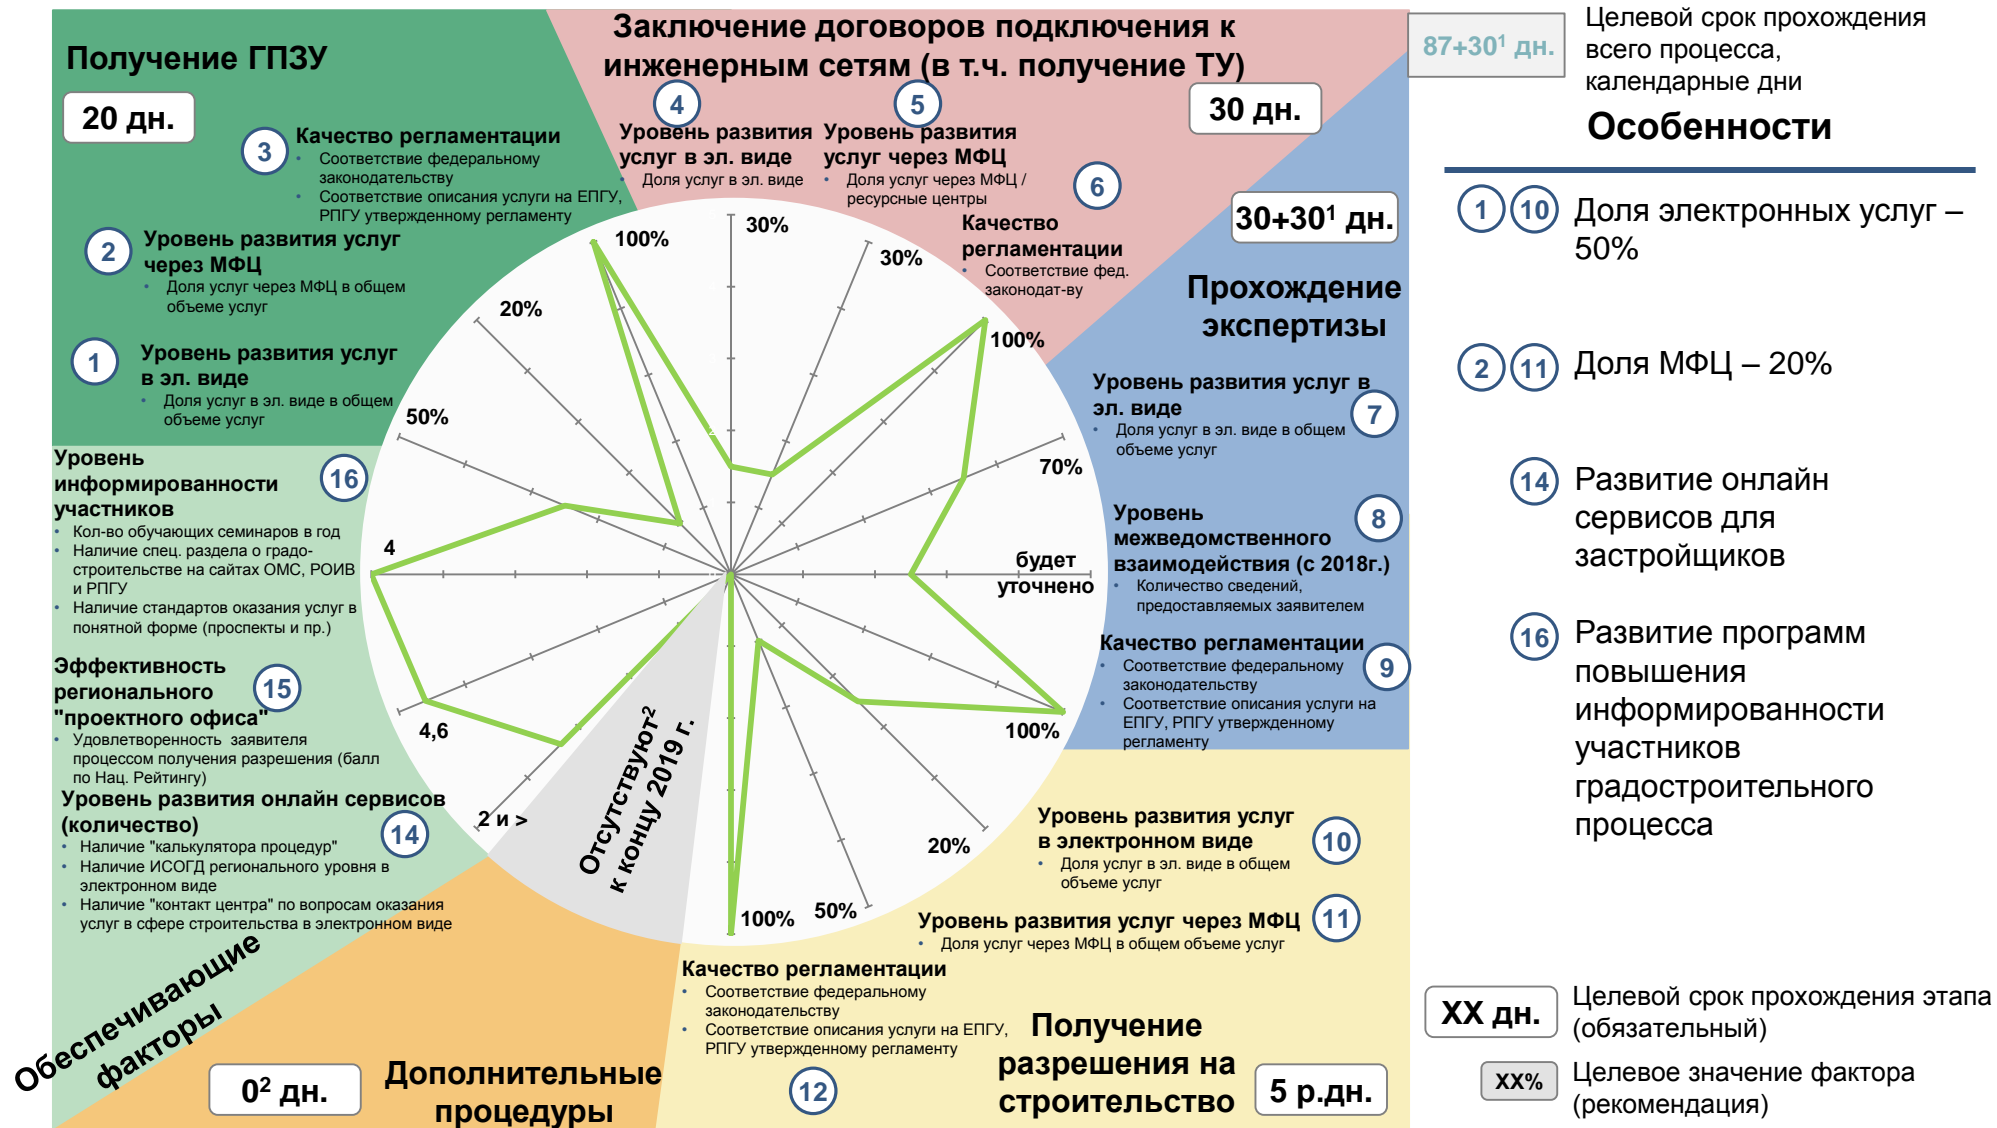 Получение ГПЗУ
20 дн.
3
Качество регламентации
• Соответствие федеральному
законодательству
• Соответствие описания услуги на ЕПГУ,
РПГУ утвержденному регламенту
2
Уровень развития услуг
через МФЦ
• Доля услуг через МФЦ в общем
объеме услуг
1
Уровень развития услуг
в эл. виде
• Доля услуг в эл. виде в общем
объеме услуг
Заключение договоров подключения к
инженерным сетям (в т.ч. получение ТУ)
30 дн.
4
Уровень развития
услуг в эл. виде
• Доля услуг в эл. виде
5
Уровень развития
услуг через МФЦ
• Доля услуг через МФЦ /
ресурсные центры
6
Качество
регламентации
• Соответствие фед.
законодат-ву
30+30¹ дн.
Прохождение
экспертизы
Уровень развития услуг в
эл. виде
7
• Доля услуг в эл. виде в общем
объеме услуг
Уровень
межведомственного
взаимодействия (с 2018г.)
8
• Количество сведений,
предоставляемых заявителем
Качество регламентации
9
• Соответствие федеральному
законодательству
• Соответствие описания услуги на
ЕПГУ, РПГУ утвержденному
регламенту
Уровень развития услуг
в электронном виде
10
• Доля услуг в эл. виде в общем
объеме услуг
Уровень развития услуг через МФЦ
11
• Доля услуг через МФЦ в общем объеме услуг
Качество регламентации
• Соответствие федеральному
законодательству
• Соответствие описания услуги на ЕПГУ,
РПГУ утвержденному регламенту
12
Получение
разрешения на
строительство
5 р.дн.
Дополнительные
процедуры
0² дн.
Обеспечивающие
факторы
Уровень
информированности
участников
16
• Кол-во обучающих семинаров в год
• Наличие спец. раздела о градо-
строительстве на сайтах ОМС, РОИВ
и РПГУ
• Наличие стандартов оказания услуг в
понятной форме (проспекты и пр.)
Эффективность
регионального
"проектного офиса"
15
• Удовлетворенность заявителя
процессом получения разрешения (балл
по Нац. Рейтингу)
Уровень развития онлайн сервисов
(количество)
14
• Наличие "калькулятора процедур"
• Наличие ИСОГД регионального уровня в
электронном виде
• Наличие "контакт центра" по вопросам оказания
услуг в сфере строительства в электронном виде
100%
30%
30%
100%
70%
будет
уточнено
100%
20%
50%
100%
Отсутствуют²
к концу 2019 г.
2 и >
4,6
4
50%
20%
87+30¹ дн.
Целевой срок прохождения
всего процесса,
календарные дни
Особенности
1 10 Доля электронных услуг –
50%
2 11 Доля МФЦ – 20%
14 Развитие онлайн
сервисов для
застройщиков
16 Развитие программ
повышения
информированности
участников
градостроительного
процесса
XX дн.
Целевой срок прохождения этапа
(обязательный)
XX%
Целевое значение фактора
(рекомендация)